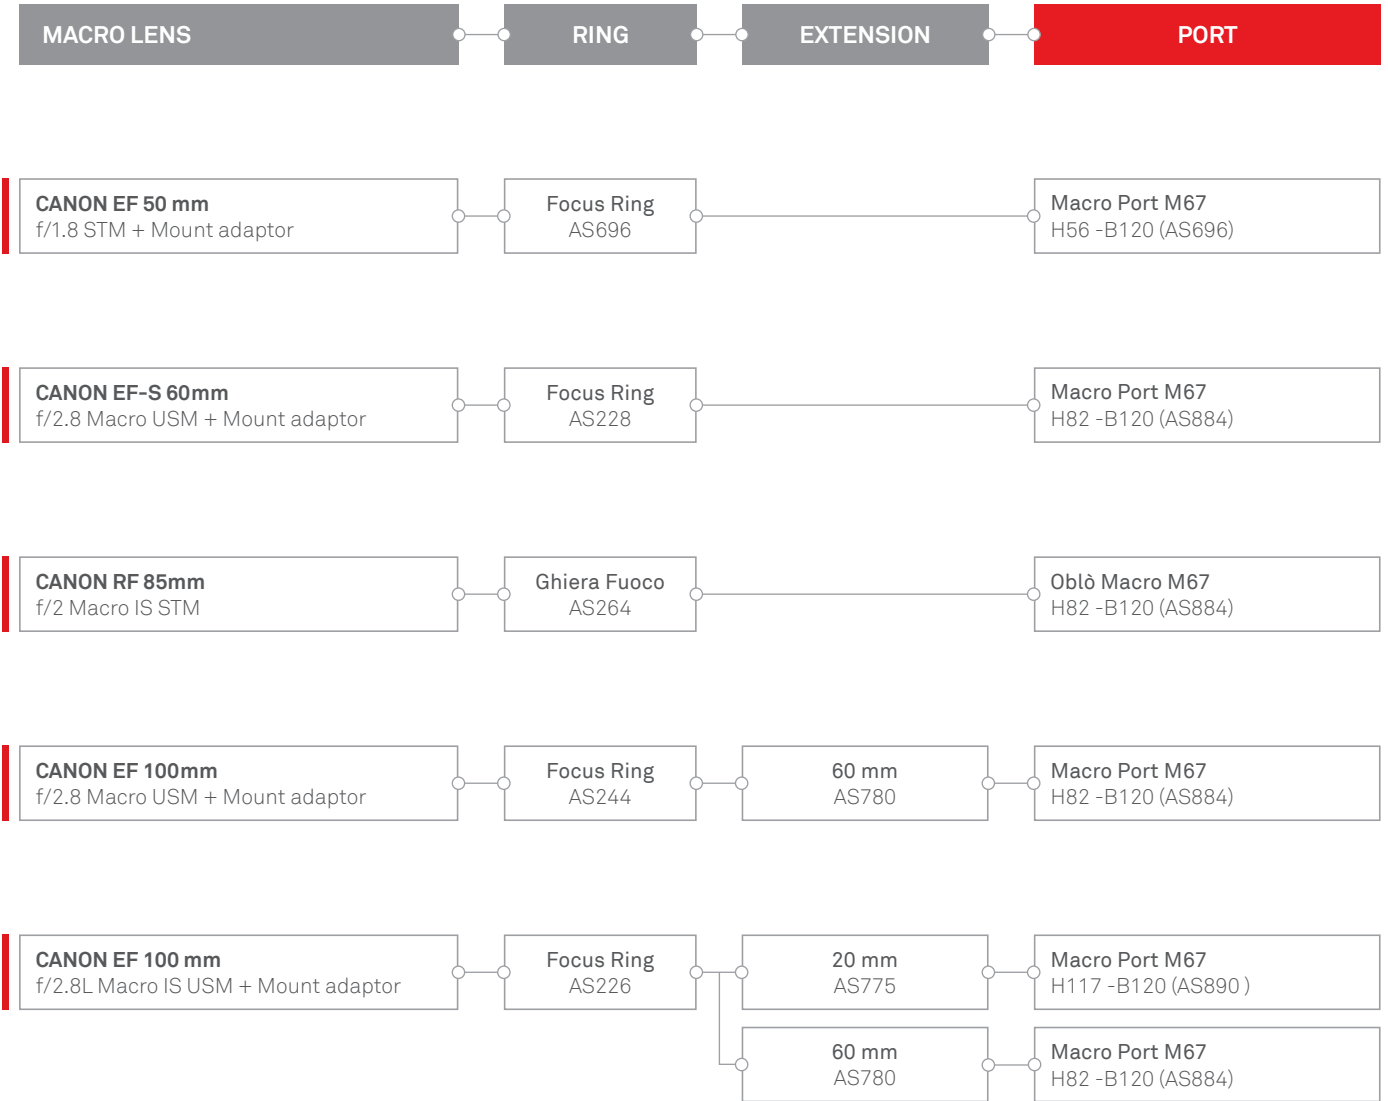 MACRO LENS
RING
EXTENSION
PORT
CANON EF 50 mm
f/1.8 STM + Mount adaptor
Focus Ring
AS696
Macro Port M67
H56 -B120 (AS696)
CANON EF-S 60mm
f/2.8 Macro USM + Mount adaptor
Focus Ring
AS228
Macro Port M67
H82 -B120 (AS884)
CANON RF 85mm
f/2 Macro IS STM
Ghiera Fuoco
AS264
Oblò Macro M67
H82 -B120 (AS884)
CANON EF 100mm
f/2.8 Macro USM + Mount adaptor
Focus Ring
AS244
60 mm
AS780
Macro Port M67
H82 -B120 (AS884)
CANON EF 100 mm
f/2.8L Macro IS USM + Mount adaptor
Focus Ring
AS226
20 mm
AS775
Macro Port M67
H117 -B120 (AS890 )
60 mm
AS780
Macro Port M67
H82 -B120 (AS884)